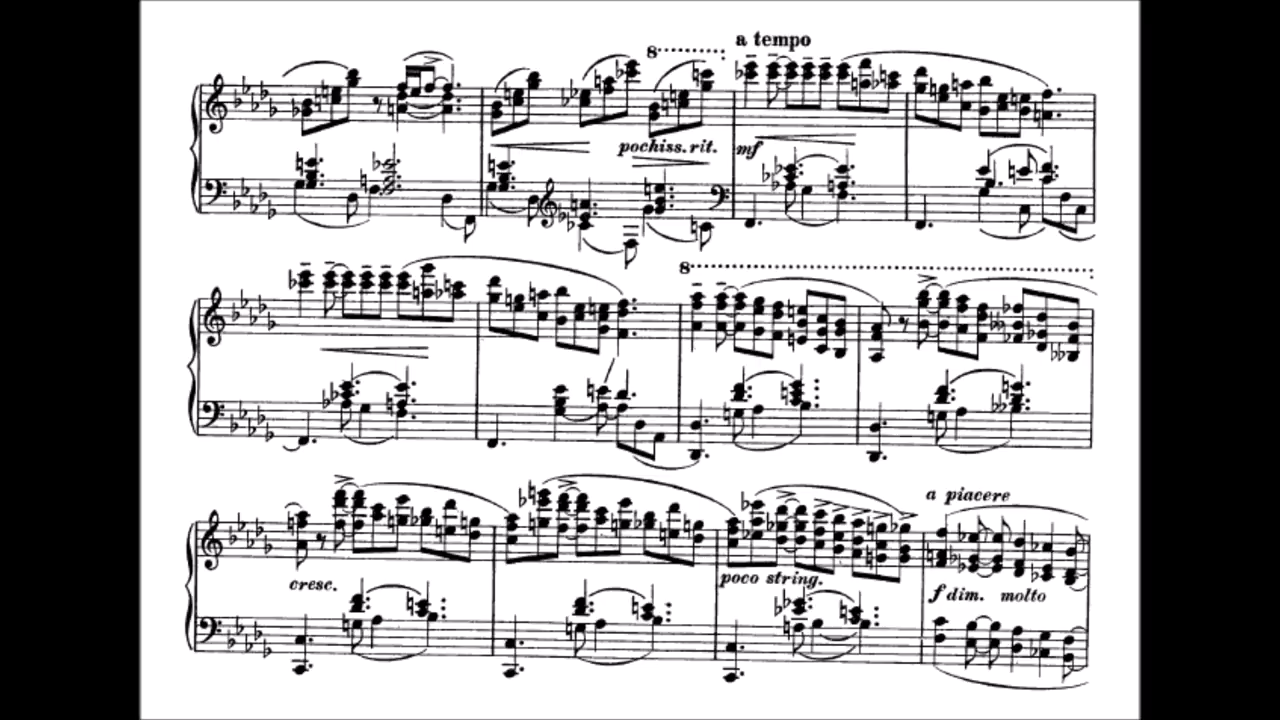 8 a tempo
pochiss. rit. mf
8
a piacere
cresc. poco string. f dim. molto